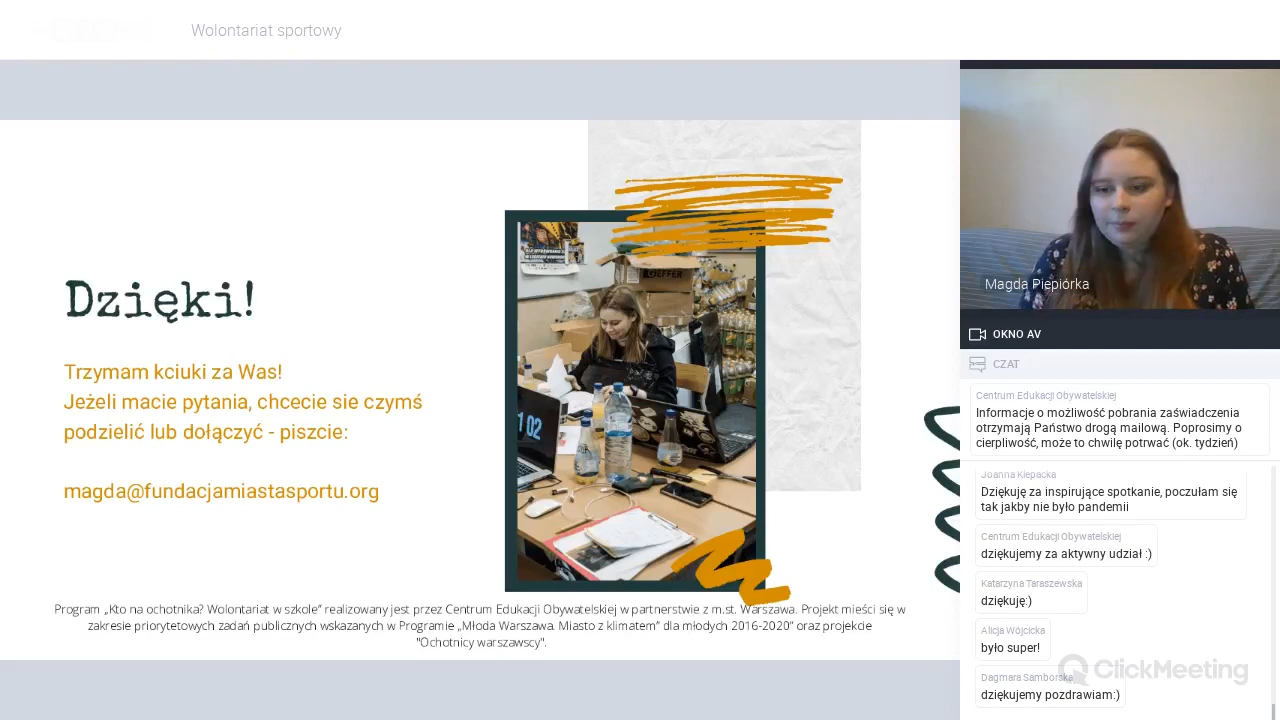 Wolontariat sportowy
Dzięki!
Trzymam kciuki za Was!
Jeżeli macie pytania, chcecie sie czymś
podzielić lub dołączyć - piszcie:
magda@fundacjamiastasportu.org
GEFFER
102
Program „Kto na ochotnika? Wolontariat w szkole” realizowany jest przez Centrum Edukacji Obywatelskiej w partnerstwie z m.st. Warszawa. Projekt mieści się w
zakresie priorytetowych zadań publicznych wskazanych w Programie „Młoda Warszawa. Miasto z klimatem” dla młodych 2016-2020” oraz projekcie
"Ochotnicy warszawscy".
Magda Piepiórka
OKNO AV
CZAT
Centrum Edukacji Obywatelskiej
Informacje o możliwość pobrania zaświadczenia
otrzymają Państwo drogą mailową. Poprosimy o
cierpliwość, może to chwilę potrwać (ok. tydzień)
Joanna Klepacka
Dziękuję za inspirujące spotkanie, poczułam się
tak jakby nie było pandemii
Centrum Edukacji Obywatelskiej
dziękujemy za aktywny udział :)
Katarzyna Taraszewska
dziękuję:)
Alicja Wójcicka
było super!
Dagmara Samborska
dziękujemy pozdrawiam:)
ClickMeeting